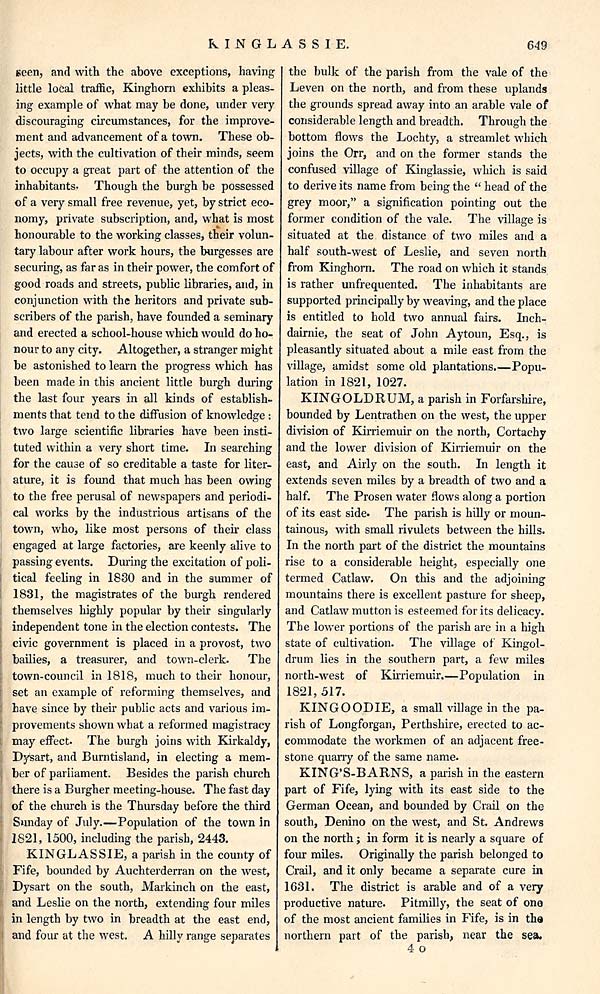 KINGLASSIE. 649
seen, and with the above exceptions, having
little local traffic, Kinghorn exhibits a pleas-
ing example of what may be done, under very
discouraging circumstances, for the improve-
ment and advancement of a town. These ob-
jects, with the cultivation of their minds, seem
to occupy a great part of the attention of the
inhabitants. Though the burgh be possessed
of a very small free revenue, yet, by strict eco-
nomy, private subscription, and, what is most
honourable to the working classes, their volun-
tary labour after work hours, the burgesses are
securing, as far as in their power, the comfort of
good roads and streets, public libraries, and, in
conjunction with the heritors and private sub-
scribers of the parish, have founded a seminary
and erected a school-house which would do ho-
nour to any city. Altogether, a stranger might
be astonished to learn the progress which has
been made in this ancient little burgh during
the last four years in all kinds of establish-
ments that tend to the diffusion of knowledge :
two large scientific libraries have been insti-
tuted within a very short time. In searching
for the cause of so creditable a taste for liter-
ature, it is found that much has been owing
to the free perusal of newspapers and periodi-
cal works by the industrious artisans of the
town, who, like most persons of their class
engaged at large factories, are keenly alive to
passing events. During the excitation of poli-
tical feeling in 1830 and in the summer of
1831, the magistrates of the burgh rendered
themselves highly popular by their singularly
independent tone in the election contests. The
civic government is placed in a provost, two
bailies, a treasurer, and town-clerk. The
town-council in 1818, much to their honour,
set an example of reforming themselves, and
have since by their public acts and various im-
provements shown what a reformed magistracy
may effect. The burgh joins with Kirkaldy,
Dysart, and Burntisland, in electing a mem-
ber of parliament. Besides the parish church
there is a Burgher meeting-house. The fast day
of the church is the Thursday before the third
Sunday of July.—Population of the town in
1821, 1500, including the parish, 2443.
KINGLASSIE, a parish in the county of
Fife, bounded by Auchterderran on the west,
Dysart on the south, Markinch on the east,
and Leslie on the north, extending four miles
in length by two in breadth at the east end,
and four at the west. A hilly range separates
the bulk of the parish from the vale of the
Leven on the north, and from these uplands
the grounds spread away into an arable vale of
considerable length and breadth. Through the
bottom flows the Lochty, a streamlet which
joins the Orr, and on the former stands the
confused village of Kinglassie, which is said
to derive its name from being the “ head of the
grey moor,” a signification pointing out the
former condition of the vale. The village is
situated at the distance of two miles and a
half south-west of Leslie, and seven north
from Kinghorn. The road on which it stands
is rather unfrequented. The inhabitants are
supported principally by weaving, and the place
is entitled to hold two annual fairs. Inch-
dairnie, the seat of John Aytoun, Esq., is
pleasantly situated about a mile east from the
village, amidst some old plantations.—Popu-
lation in 1821, 1027.
KINGOLDRUM, a parish in Forfarshire,
bounded by Lentrathen on the west, the upper
division of Kirriemuir on the north, Cortachy
and the lower division of Kirriemuir on the
east, and Airly on the south. In length it
extends seven miles by a breadth of two and a
half. The Prosen water flows along a portion
of its east side. The parish is hilly or moun-
tainous, with small rivulets between the hills.
In the north part of the district the mountains
rise to a considerable height, especially one
termed Catlaw. On this and the adjoining
mountains there is excellent pasture for sheep,
and Catlaw mutton is esteemed for its delicacy.
The lower portions of the parish are in a high
state of cultivation. The village of Kingol-
drum lies in the southern part, a few miles
north-west of Kirriemuir.—Population in
1821, 517.
KINGOODIE, a small village in the pa-
rish of Longforgan, Perthshire, erected to ac-
commodate the workmen of an adjacent free-
stone quarry of the same name.
KING'S-BARNS, a parish in the eastern
part of Fife, lying with its east side to the
German Ocean, and bounded by Crail on the
south, Denino on the west, and St. Andrews
on the north ; in form it is nearly a square of
four miles. Originally the parish belonged to
Crail, and it only became a separate cure in
1631. The district is arable and of a very
productive nature. Pitmilly, the seat of one
of the most ancient families in Fife, is in the
northern part of the parish, near the sea.
4 O